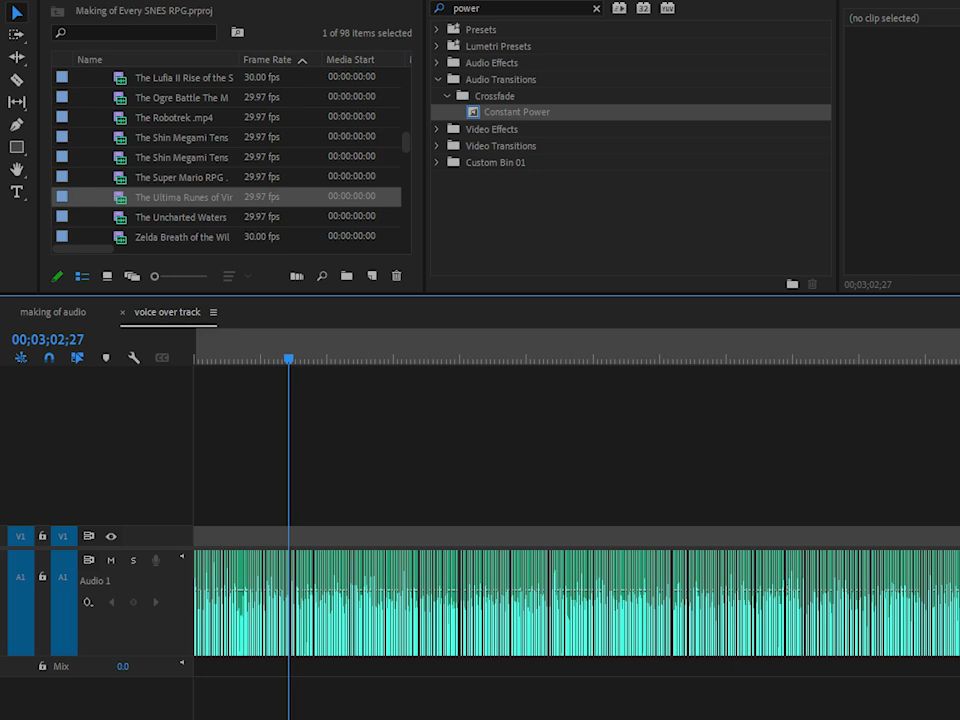 Making of Every SNES RPG.prproj
1 of 98 items selected
Name Frame Rate Media Start
The Lufia II Rise of the S 30.00 fps 00:00:00:00
The Ogre Battle The M 29.97 fps 00:00:00:00
The Robotrek .mp4 29.97 fps 00:00:00:00
The Shin Megami Tens 29.97 fps 00:00:00:00
The Shin Megami Tens 29.97 fps 00:00:00:00
The Super Mario RPG . 29.97 fps 00:00:00:00
The Ultima Runes of Vir 29.97 fps 00:00:00:00
The Uncharted Waters 29.97 fps 00:00:00:00
Zelda Breath of the Wil 30.00 fps 00:00:00:00
power
32
YUV
Presets
Lumetri Presets
Audio Effects
Audio Transitions
Crossfade
Constant Power
Video Effects
Video Transitions
Custom Bin 01
(no clip selected)
00;03;02;27
making of audio × voice over track
00;03;02;27
CC
V1 V1
A1 A1 M S
Audio 1
Mix 0.0